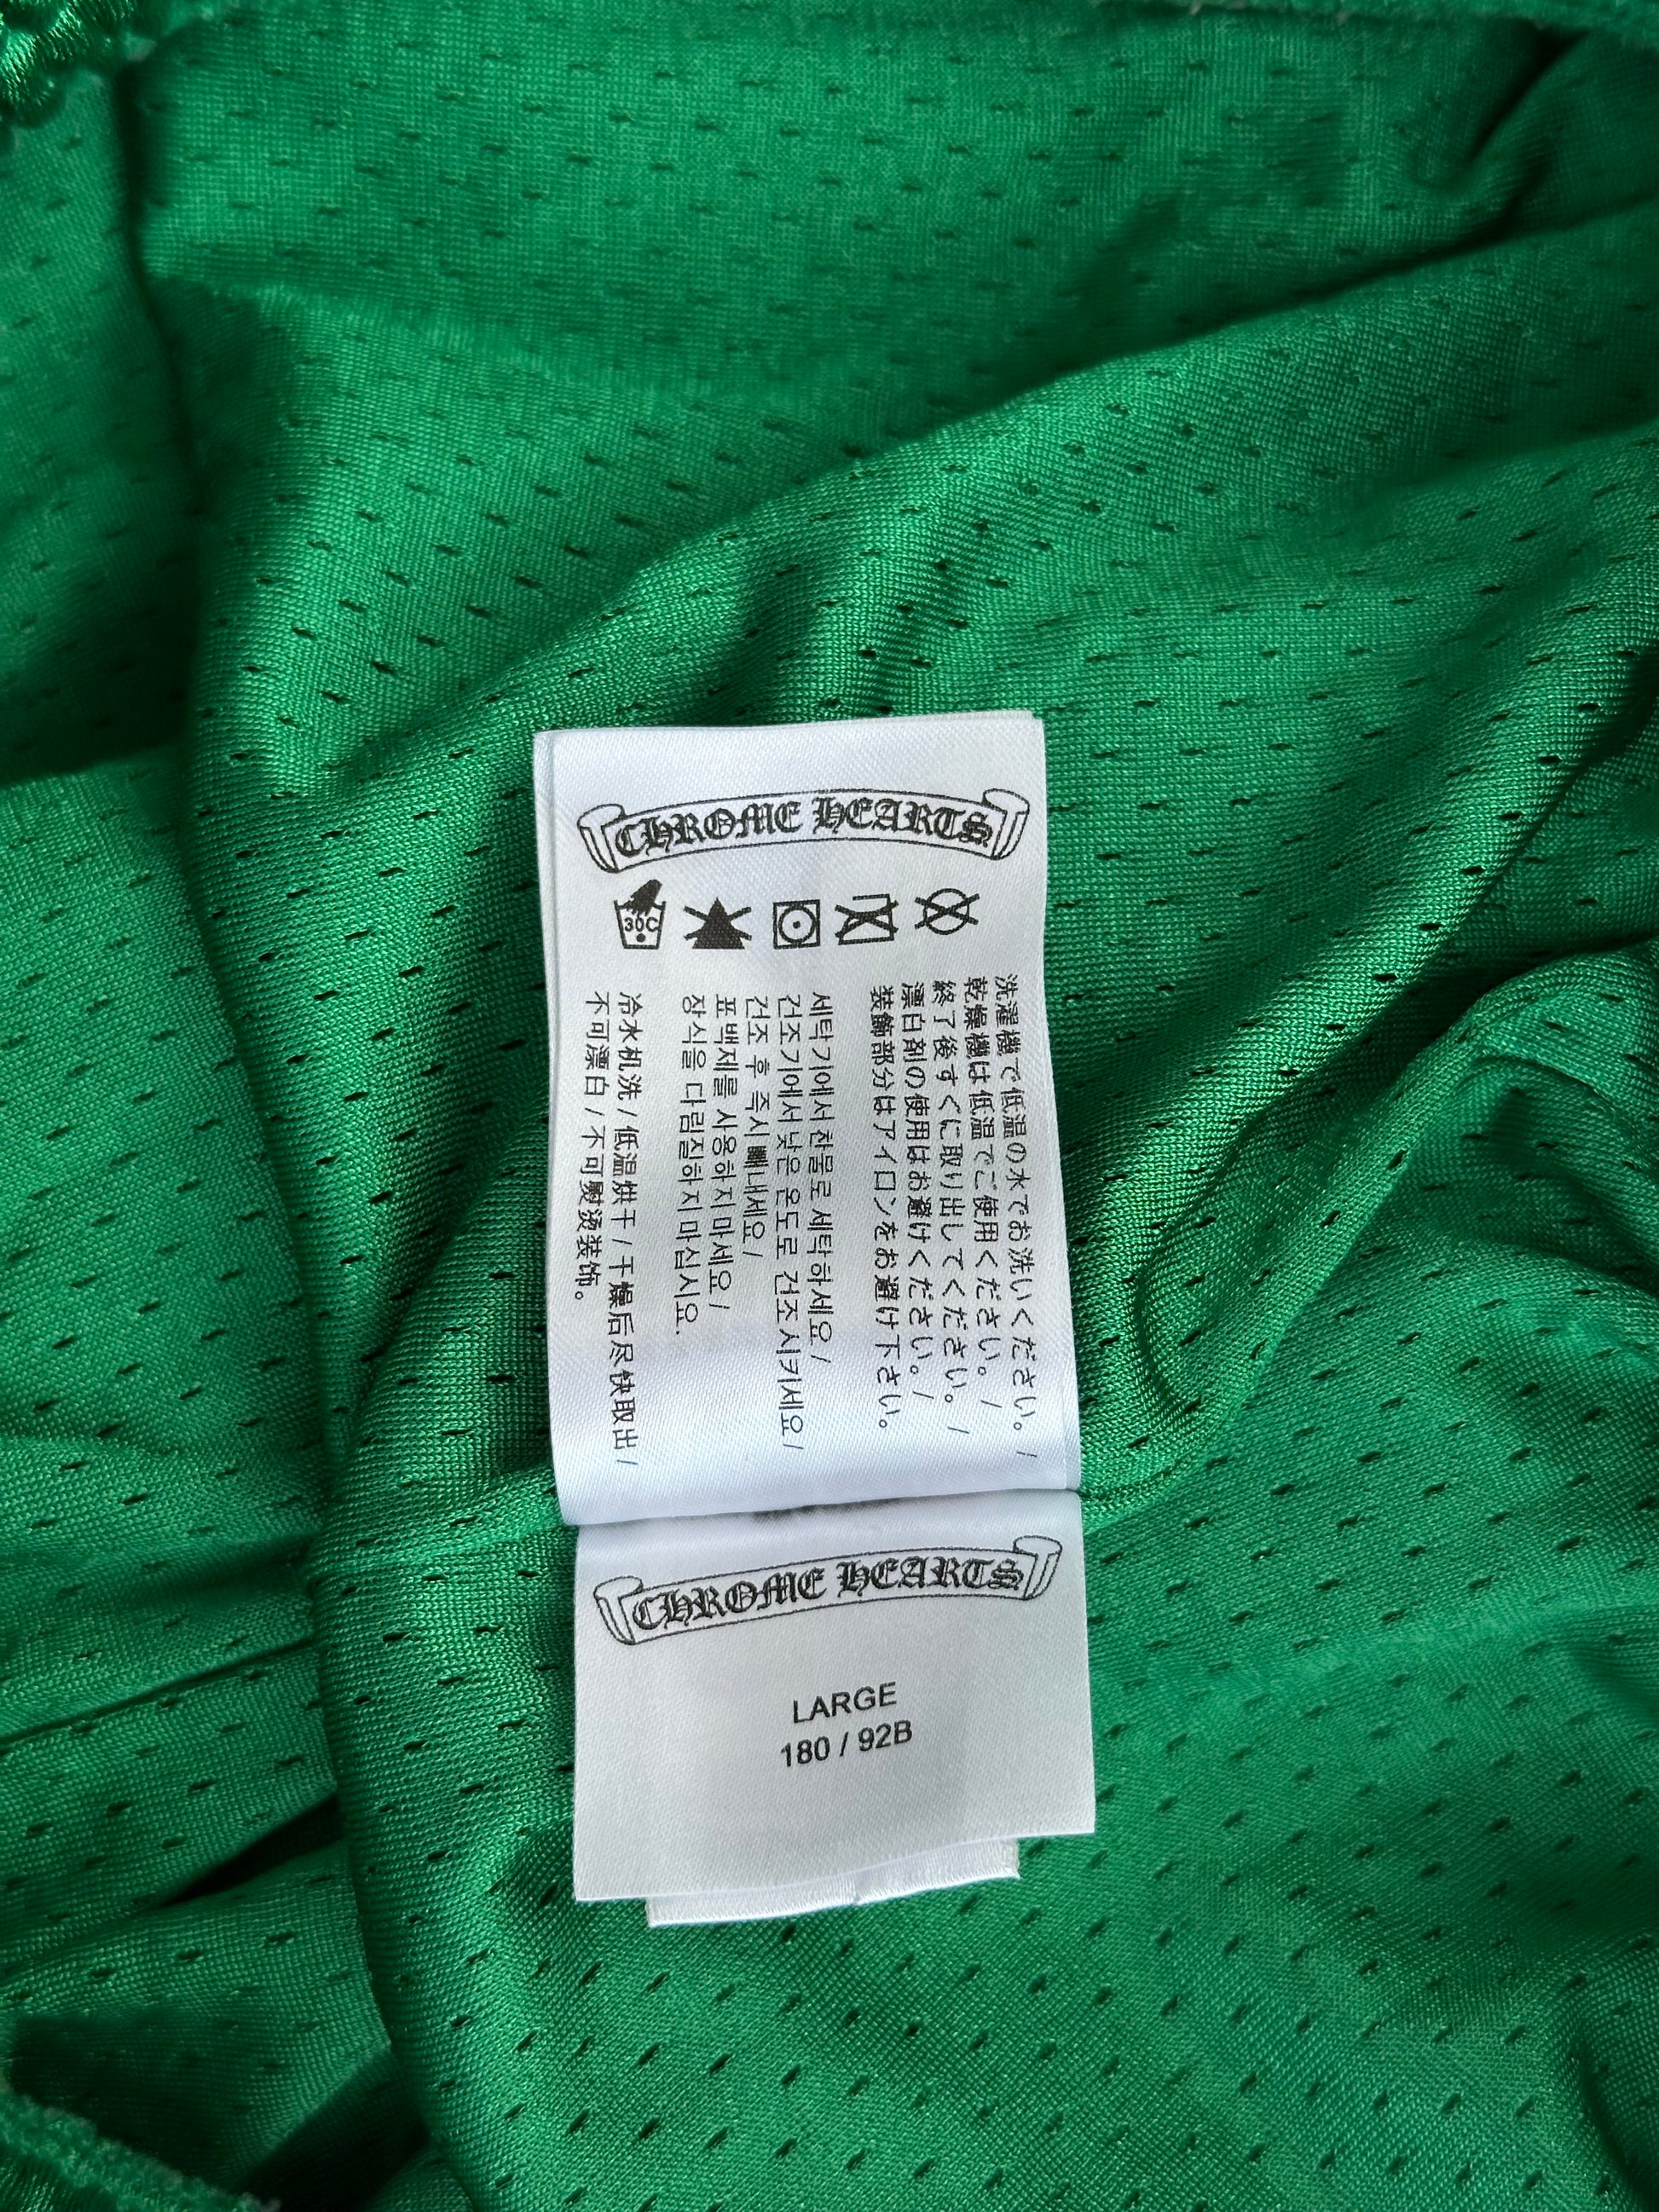 CHROME HEARTS
30C
洗濯機で低温の水でお洗いください。/
乾燥機は低温でご使用ください。/
終了後すぐに取り出してください。/
漂白剤の使用はお避けください。/
装飾部分はアイロンをお避け下さい。
세탁기에서 찬물로 세탁하세요 /
건조기에서 낮은 온도로 건조시키세요 /
건조 후 즉시 빼내세요 /
표백제를 사용하지 마세요 /
장식을 다림질하지 마십시요.
冷水机洗 / 低温烘干 / 干燥后尽快取出 /
不可漂白 / 不可熨烫装饰。
CHROME HEARTS
LARGE
180 / 92B